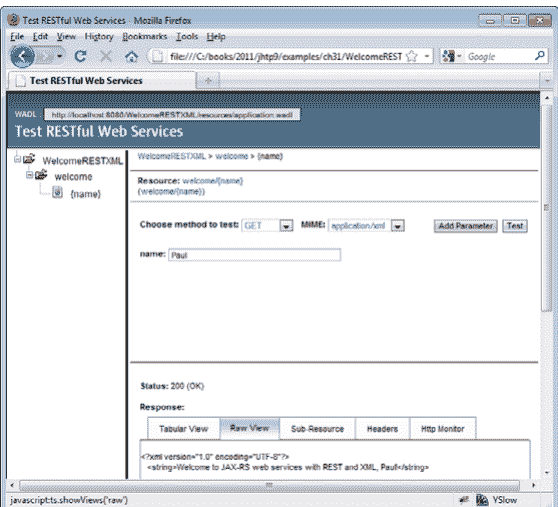 Test RESTful Web Services - Mozilla Firefox
File Edit View History Bookmarks Tools Help
file:///C:/books/2011/jhtp9/examples/ch31/WelcomeREST
Google
Test RESTful Web Services
WADL : http://localhost:8080/WelcomeRESTXML/resources/application.wadl
Test RESTful Web Services
WelcomeRESTXML
welcome
{name}
WelcomeRESTXML > welcome > {name}
Resource: welcome/{name}
(welcome/{name})
Choose method to test: GET MIME: application/xml Add Parameter Test
name: Paul
Status: 200 (OK)
Response:
Tabular View Raw View Sub-Resource Headers Http Monitor
<?xml version="1.0" encoding="UTF-8"?>
<string>Welcome to JAX-RS web services with REST and XML, Paul!</string>
javascript:ts.showViews('raw')
YSlow